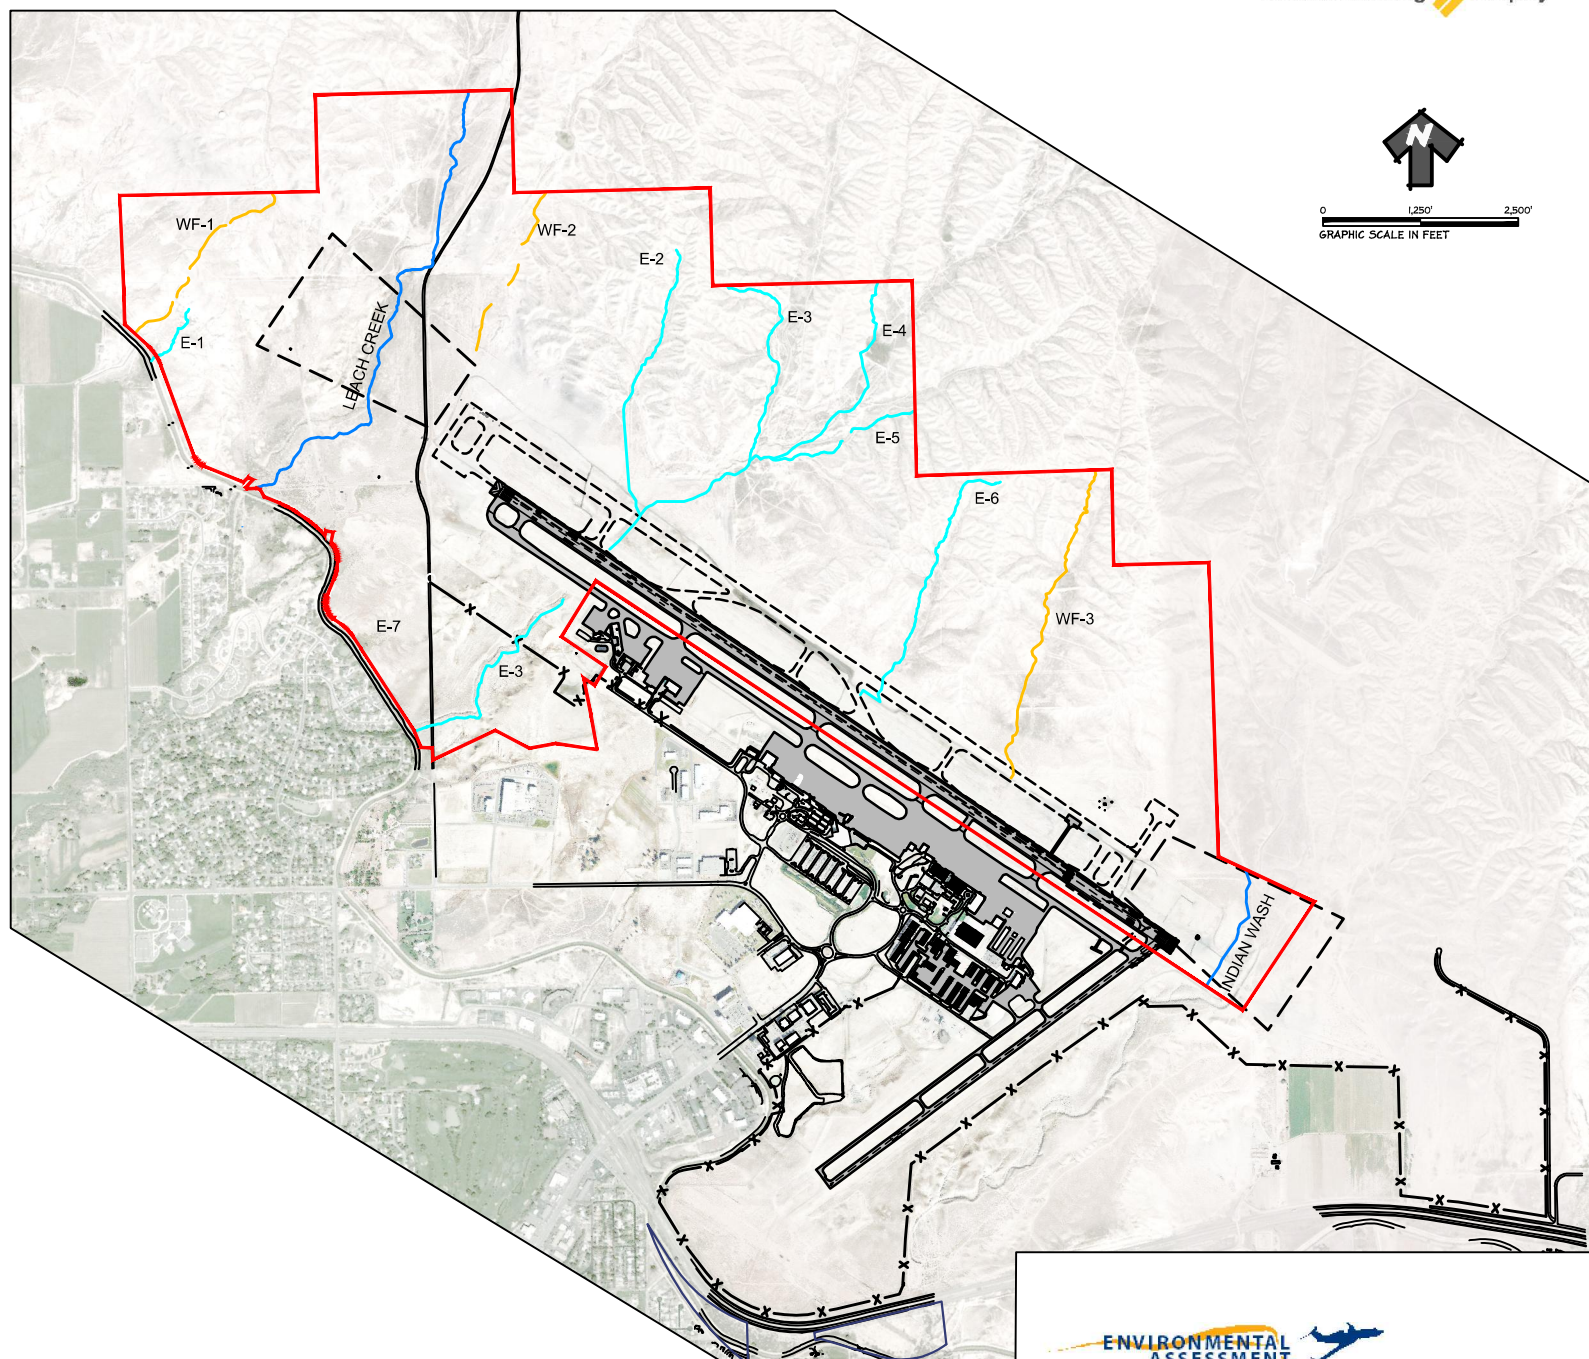 N
0 1,250' 2,500'
GRAPHIC SCALE IN FEET
WF-1
WF-2
E-2
E-3
E-4
E-1
LEACH CREEK
E-5
E-6
WF-3
E-7
E-3
INDIAN WASH
ENVIRONMENTAL
ASSESSMENT